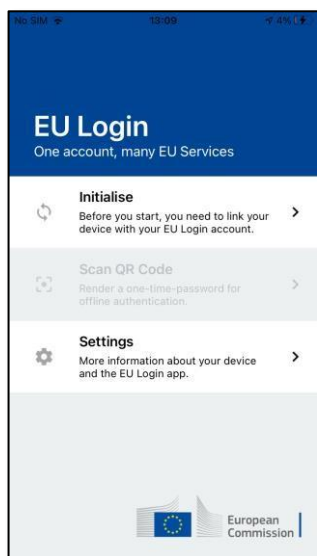 No SIM 13:09 4%
EU Login
One account, many EU Services
Initialise
Before you start, you need to link your
device with your EU Login account.
Scan QR Code
Render a one-time-password for
offline authentication.
Settings
More information about your device
and the EU Login app.
European
Commission